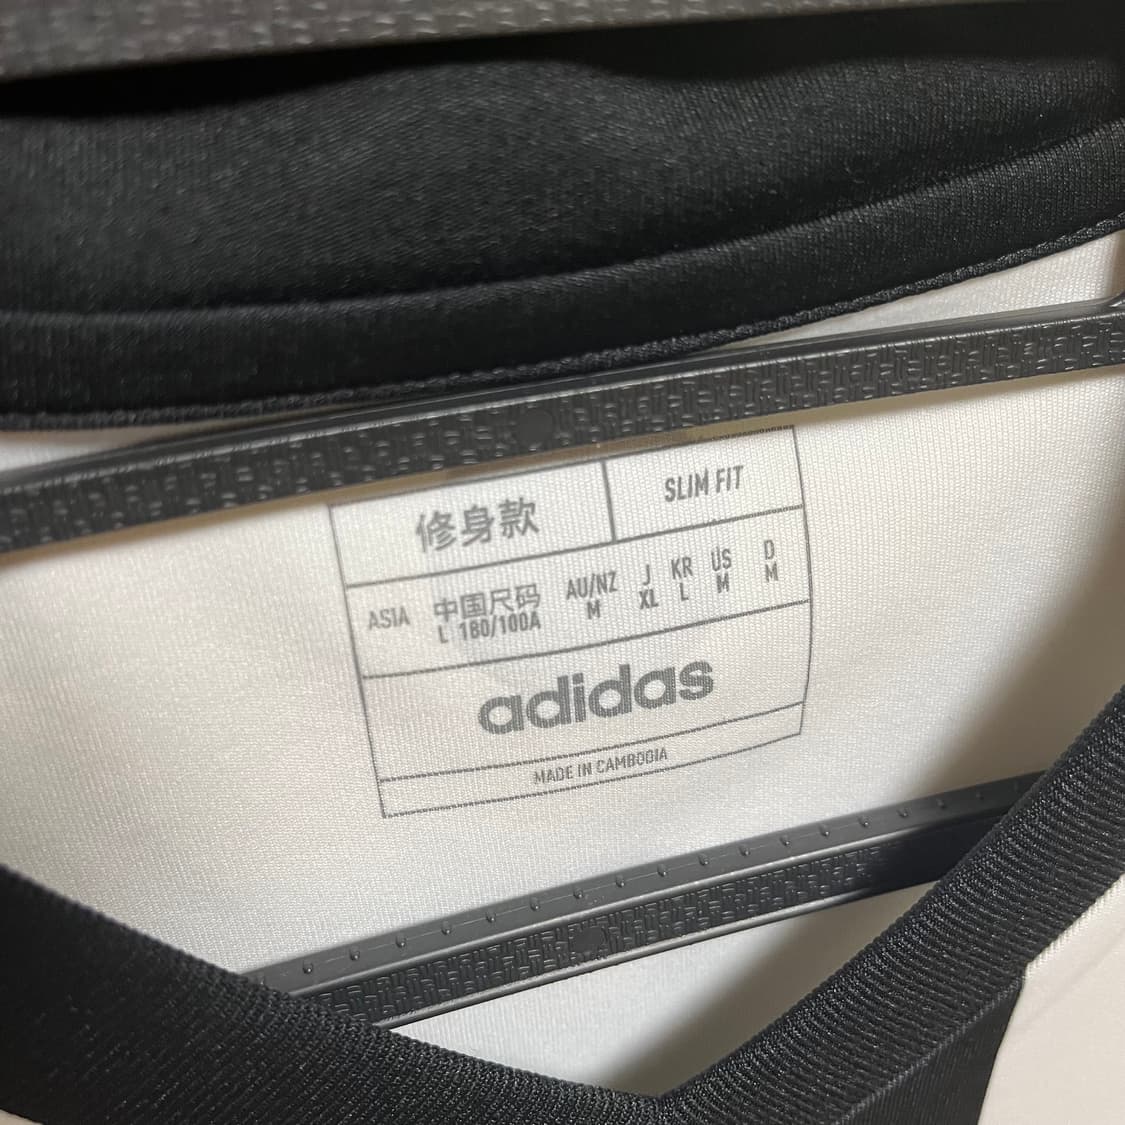 修身款 SLIM FIT
ASIA 中国尺码 AU/NZ J KR US D
L 180/100A M XL L M M
adidas
MADE IN CAMBODIA